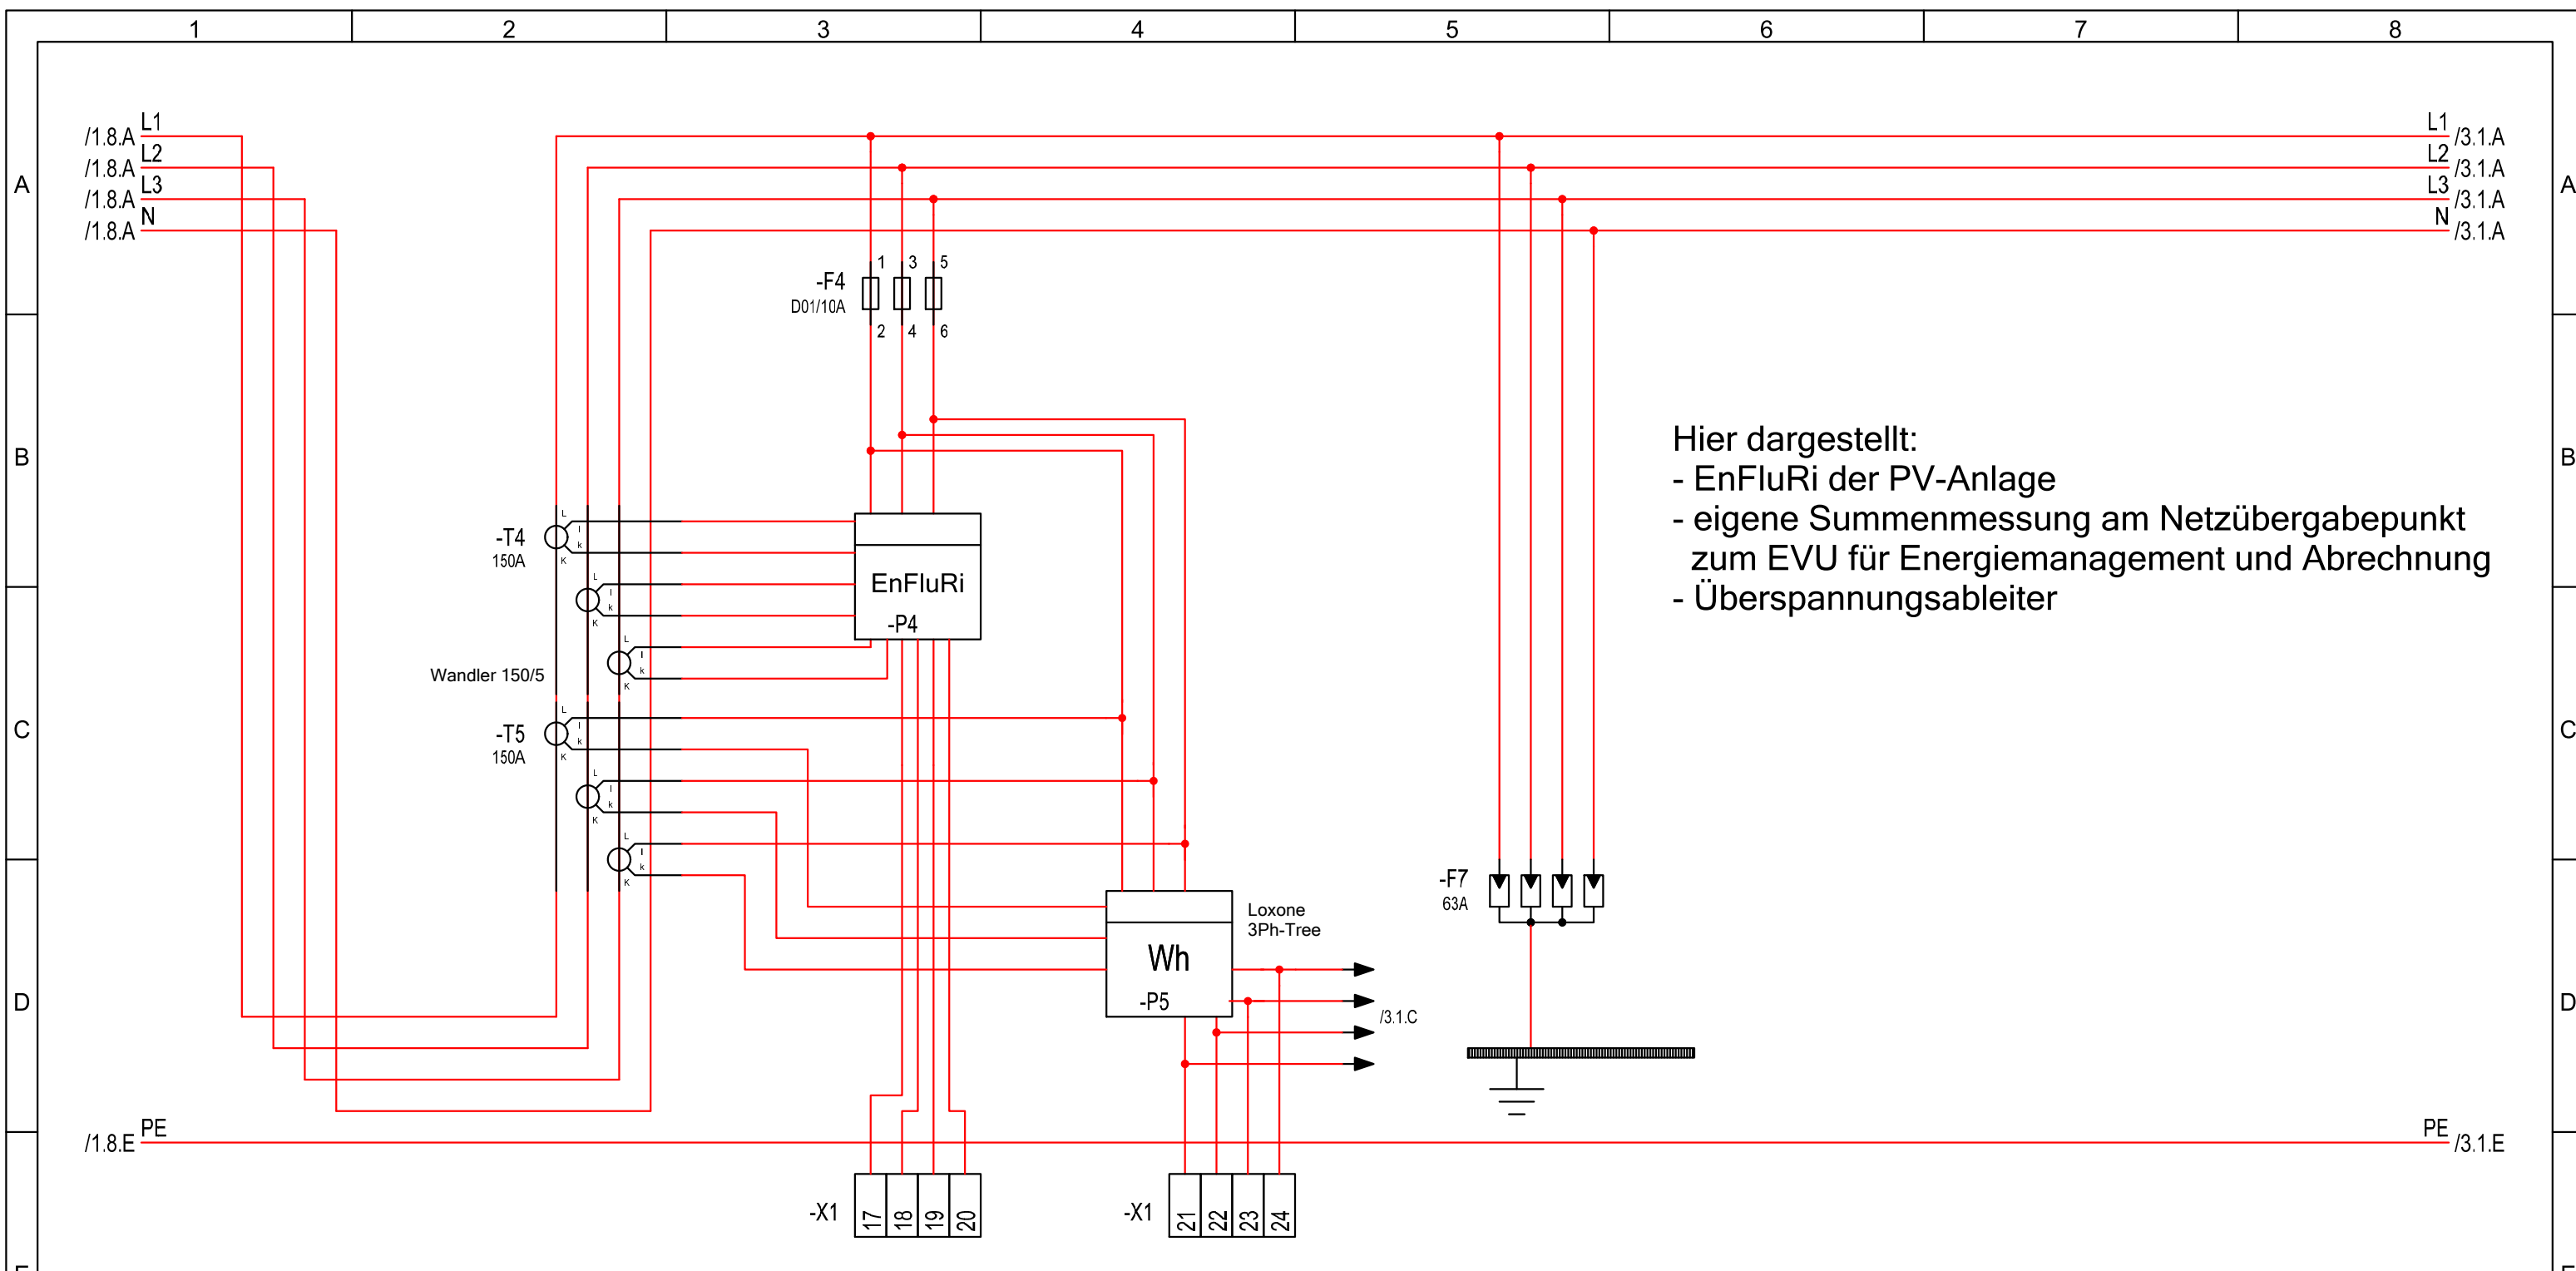 1 2 3 4 5 6 7 8
L1 L1
/1.8.A /3.1.A
L2 L2
/1.8.A /3.1.A
A A
L3 L3
/1.8.A /3.1.A
N N
/1.8.A /3.1.A
1 3 5
-F4
D01/10A
2 4 6
B B
Hier dargestellt:
- EnFluRi der PV-Anlage
- eigene Summenmessung am Netzübergabepunkt
zum EVU für Energiemanagement und Abrechnung
- Überspannungsableiter
L
l
-T4
k
150A
K
EnFluRi
L
l
k
K
-P4
L
l
k
K
Wandler 150/5
C C
L
l
-T5
k
150A
K
L
l
k
K
L
l
k
K
-F7
63A
Loxone
3Ph-Tree
Wh
-P5
D D
/3.1.C
PE PE
/1.8.E /3.1.E
-X1 17 18 19 20
-X1 21 22 23 24